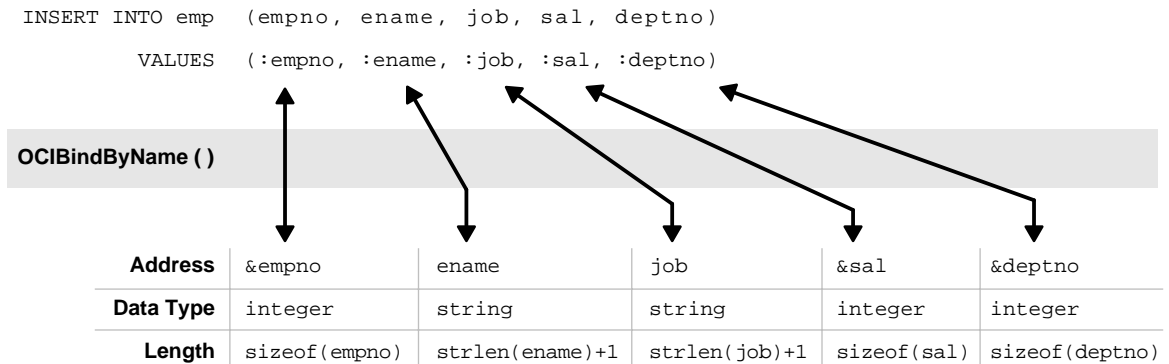 INSERT INTO emp (empno, ename, job, sal, deptno)
VALUES (:empno, :ename, :job, :sal, :deptno)
OCIBindByName ( )
Address &empno ename job &sal &deptno
Data Type integer string string integer integer
Length sizeof(empno) strlen(ename)+1 strlen(job)+1 sizeof(sal) sizeof(deptno)